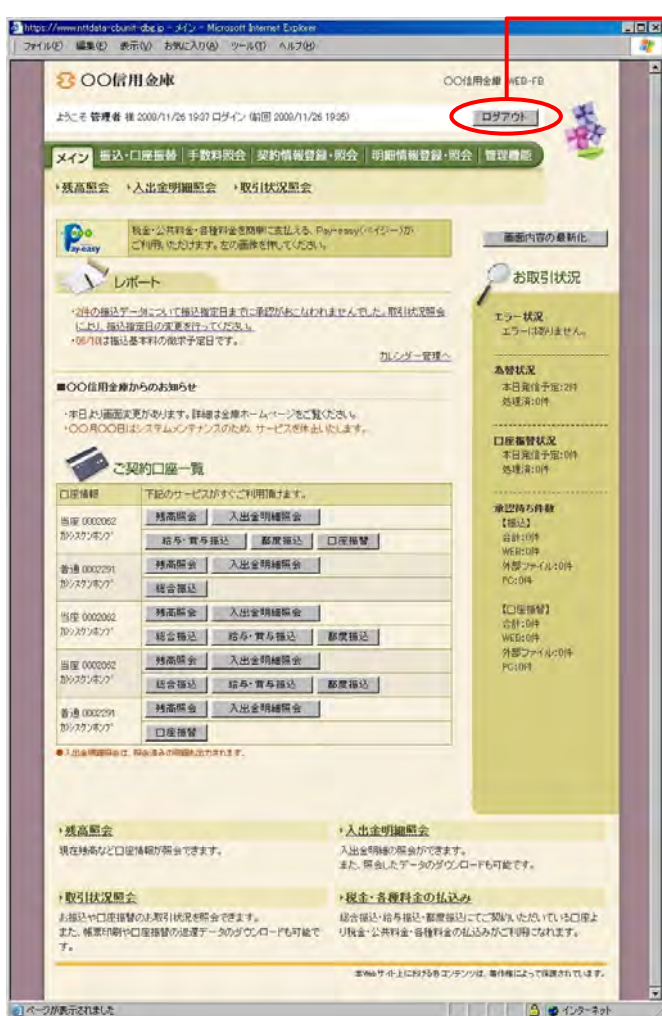 https://www.nttdata-cbunit-dbg.jp - メイン - Microsoft Internet Explorer
ファイル(F) 編集(E) 表示(V) お気に入り(A) ツール(T) ヘルプ(H)
〇〇信用金庫
〇〇信用金庫 WEB-FB
ようこそ 管理者 様 2008/11/26 19:37 ログイン (前回 2008/11/26 19:35)
ログアウト
メイン 振込・口座振替 手数料照会 契約情報登録・照会 明細情報登録・照会 管理機能
残高照会 入出金明細照会 取引状況照会
Pay-easy
税金・公共料金・各種料金を簡単に支払える、Pay-easy(ペイジー)が
ご利用いただけます。左の画像を押してください。
画面内容の最新化
レポート
・2件の振込データについて振込指定日までに承認がおこなわれませんでした。取引状況照会
により、振込指定日の変更を行ってください。
・06/10は振込基本料の徴求予定日です。
カレンダー管理へ
■〇〇信用金庫からのお知らせ
・本日より画面変更があります。詳細は金庫ホームページをご覧ください。
・〇〇月〇〇日はシステムメンテナンスのため、サービスを休止いたします。
ご契約口座一覧
口座情報 下記のサービスがすぐご利用頂けます。
当座 0002062
残高照会 入出金明細照会
給与・賞与振込 都度振込 口座振替
普通 0002291
残高照会 入出金明細照会
総合振込
当座 0002062
残高照会 入出金明細照会
総合振込 給与・賞与振込 都度振込
当座 0002062
残高照会 入出金明細照会
総合振込 給与・賞与振込 都度振込
普通 0002291
残高照会 入出金明細照会
口座振替
●入出金明細照会は、照会済みの明細も出力されます。
お取引状況
エラー状況
エラーはありません。
為替状況
本日発信予定:2件
処理済:0件
口座振替状況
本日発信予定:0件
処理済:0件
承認待ち件数
【振込】
合計:0件
WEB:0件
外部ファイル:0件
PC:0件
【口座振替】
合計:0件
WEB:0件
外部ファイル:0件
PC:0件
残高照会
現在残高など口座情報が照会できます。
入出金明細照会
入出金明細の照会ができます。
また、照会したデータのダウンロードも可能です。
取引状況照会
お振込や口座振替のお取引状況を照会できます。
また、帳票印刷や口座振替の返還データのダウンロードも可能で
す。
税金・各種料金の払込み
総合振込・給与振込・都度振込にてご契約いただいている口座よ
り税金・公共料金・各種料金の払込みがご利用になれます。
本Webサイト上における各コンテンツは、著作権によって保護されています。
ページが表示されました
インターネット